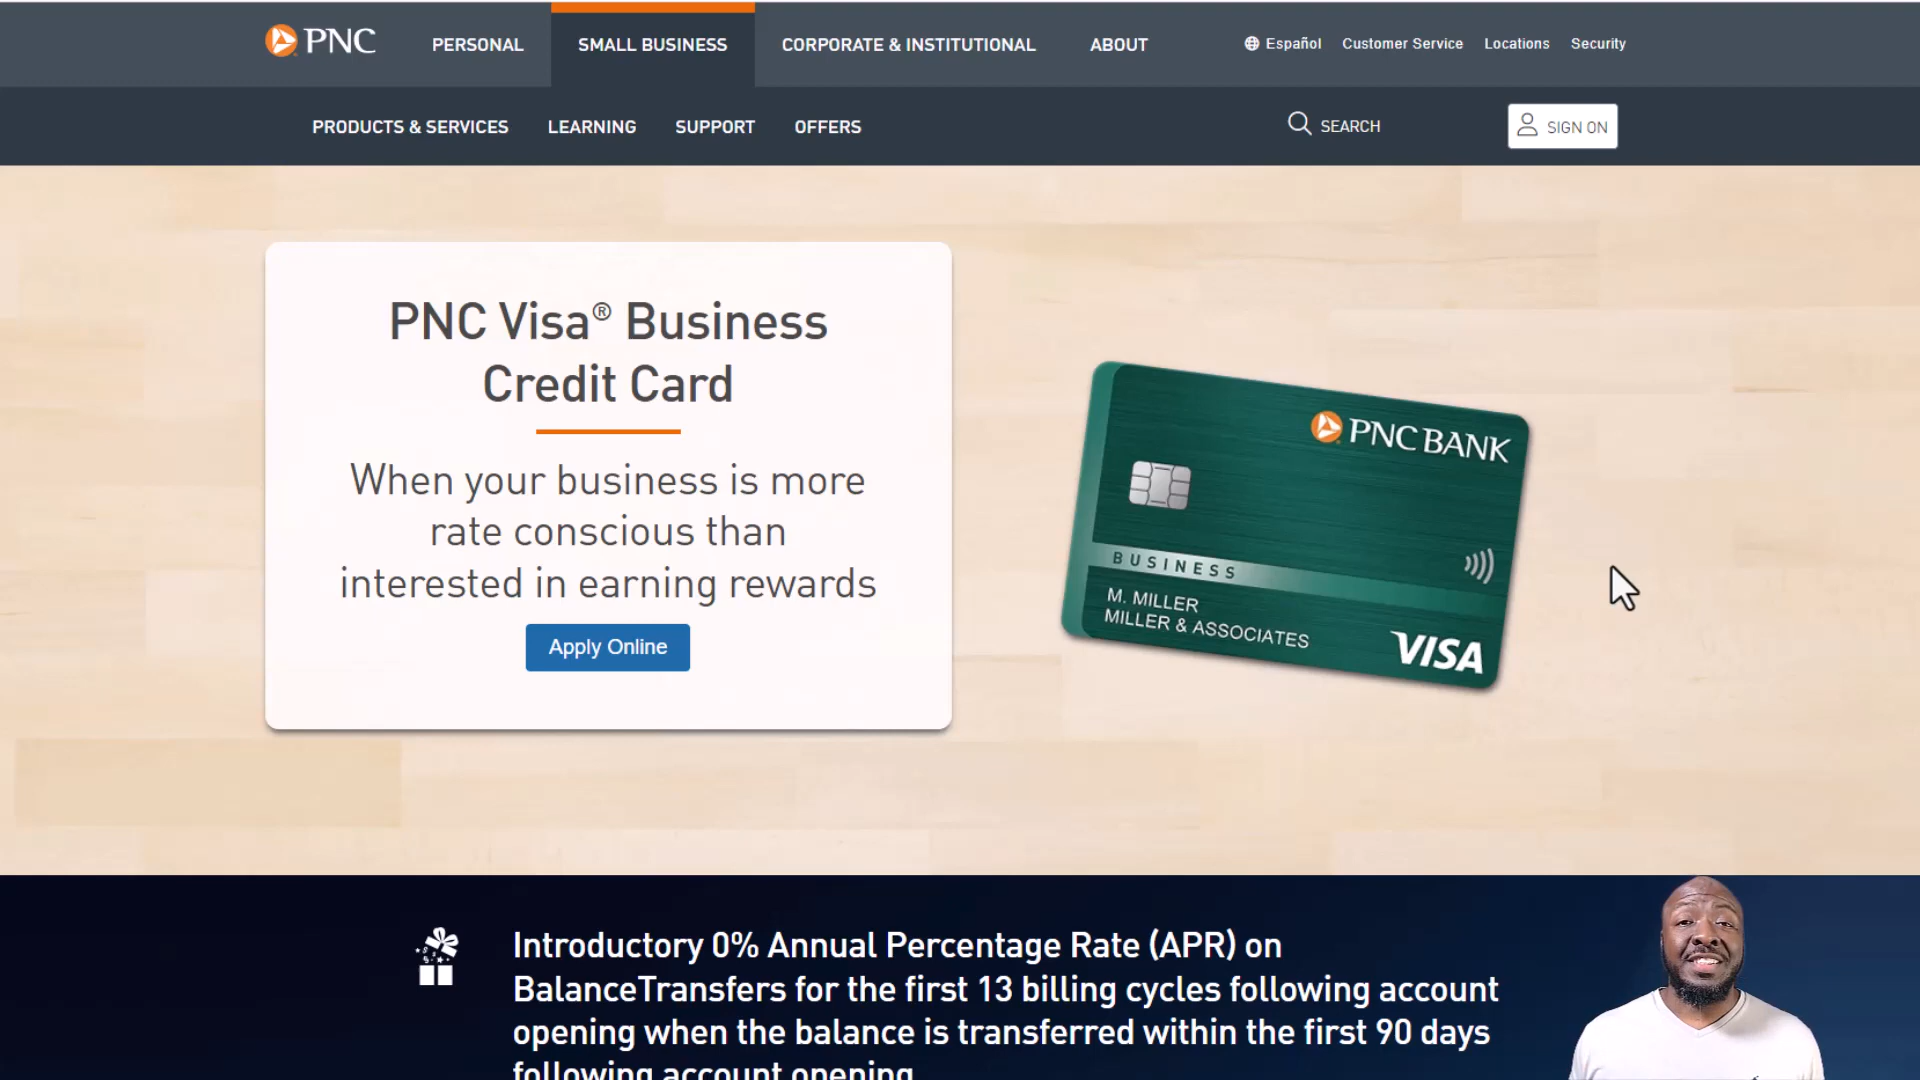 PNC
PERSONAL
SMALL BUSINESS
CORPORATE & INSTITUTIONAL
ABOUT
Español
Customer Service
Locations
Security
PRODUCTS & SERVICES
LEARNING
SUPPORT
OFFERS
SEARCH
SIGN ON
PNC Visa® Business
Credit Card
When your business is more
rate conscious than
interested in earning rewards
Apply Online
PNC BANK
BUSINESS
M. MILLER
MILLER & ASSOCIATES
VISA
Introductory 0% Annual Percentage Rate (APR) on
BalanceTransfers for the first 13 billing cycles following account
opening when the balance is transferred within the first 90 days
following account opening